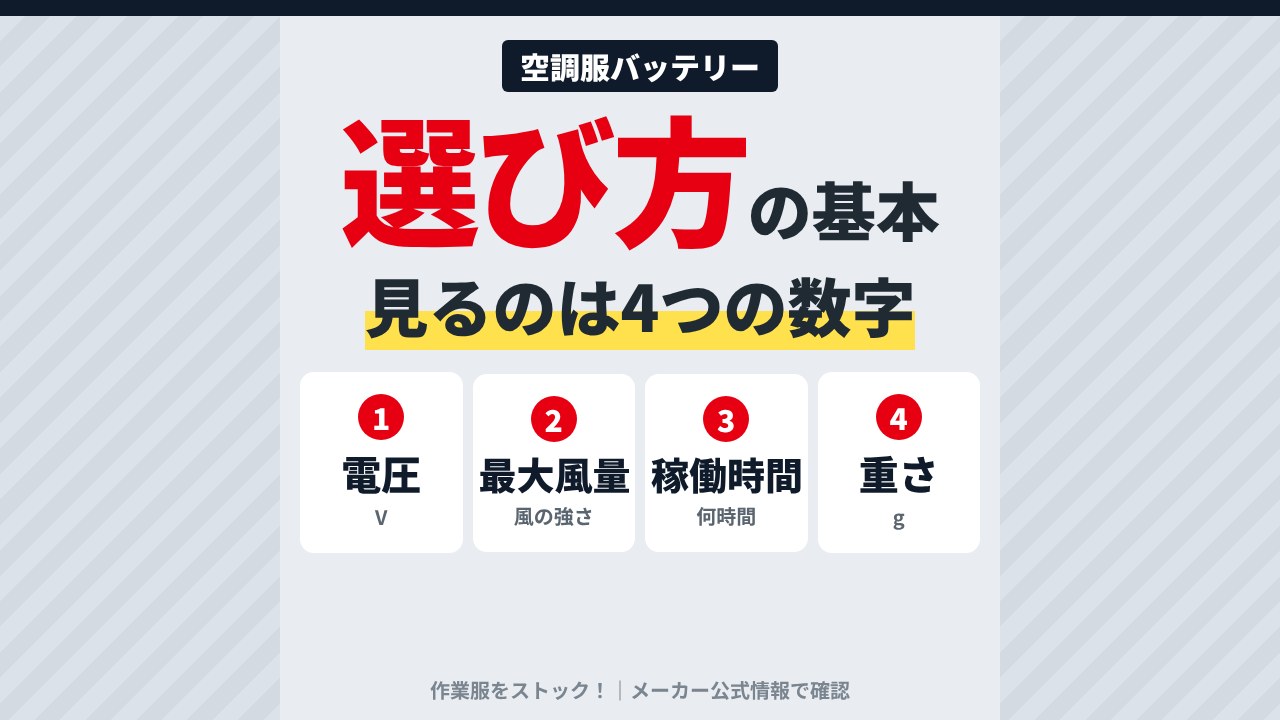 空調服バッテリー
選び方の基本
見るのは4つの数字
1
電圧
V
2
最大風量
風の強さ
3
稼働時間
何時間
4
重さ
g
作業服をストック！｜メーカー公式情報で確認